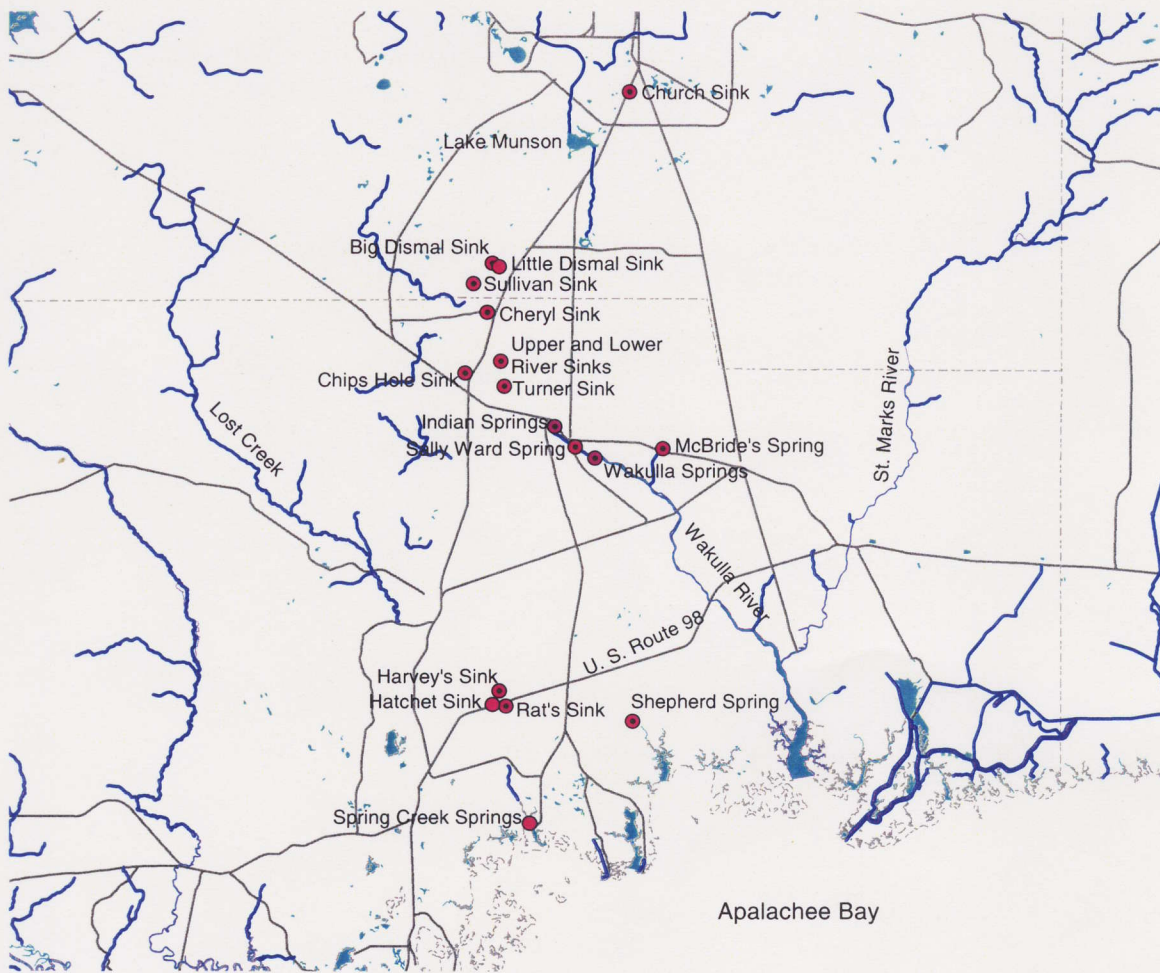 Church Sink
Lake Munson
Big Dismal Sink
Little Dismal Sink
Sullivan Sink
Cheryl Sink
Upper and Lower
River Sinks
Chips Hole Sink
Turner Sink
St. Marks River
Lost Creek
Indian Springs
Sally Ward Spring
McBride's Spring
Wakulla Springs
Wakulla River
U. S. Route 98
Harvey's Sink
Hatchet Sink
Rat's Sink
Shepherd Spring
Spring Creek Springs
Apalachee Bay